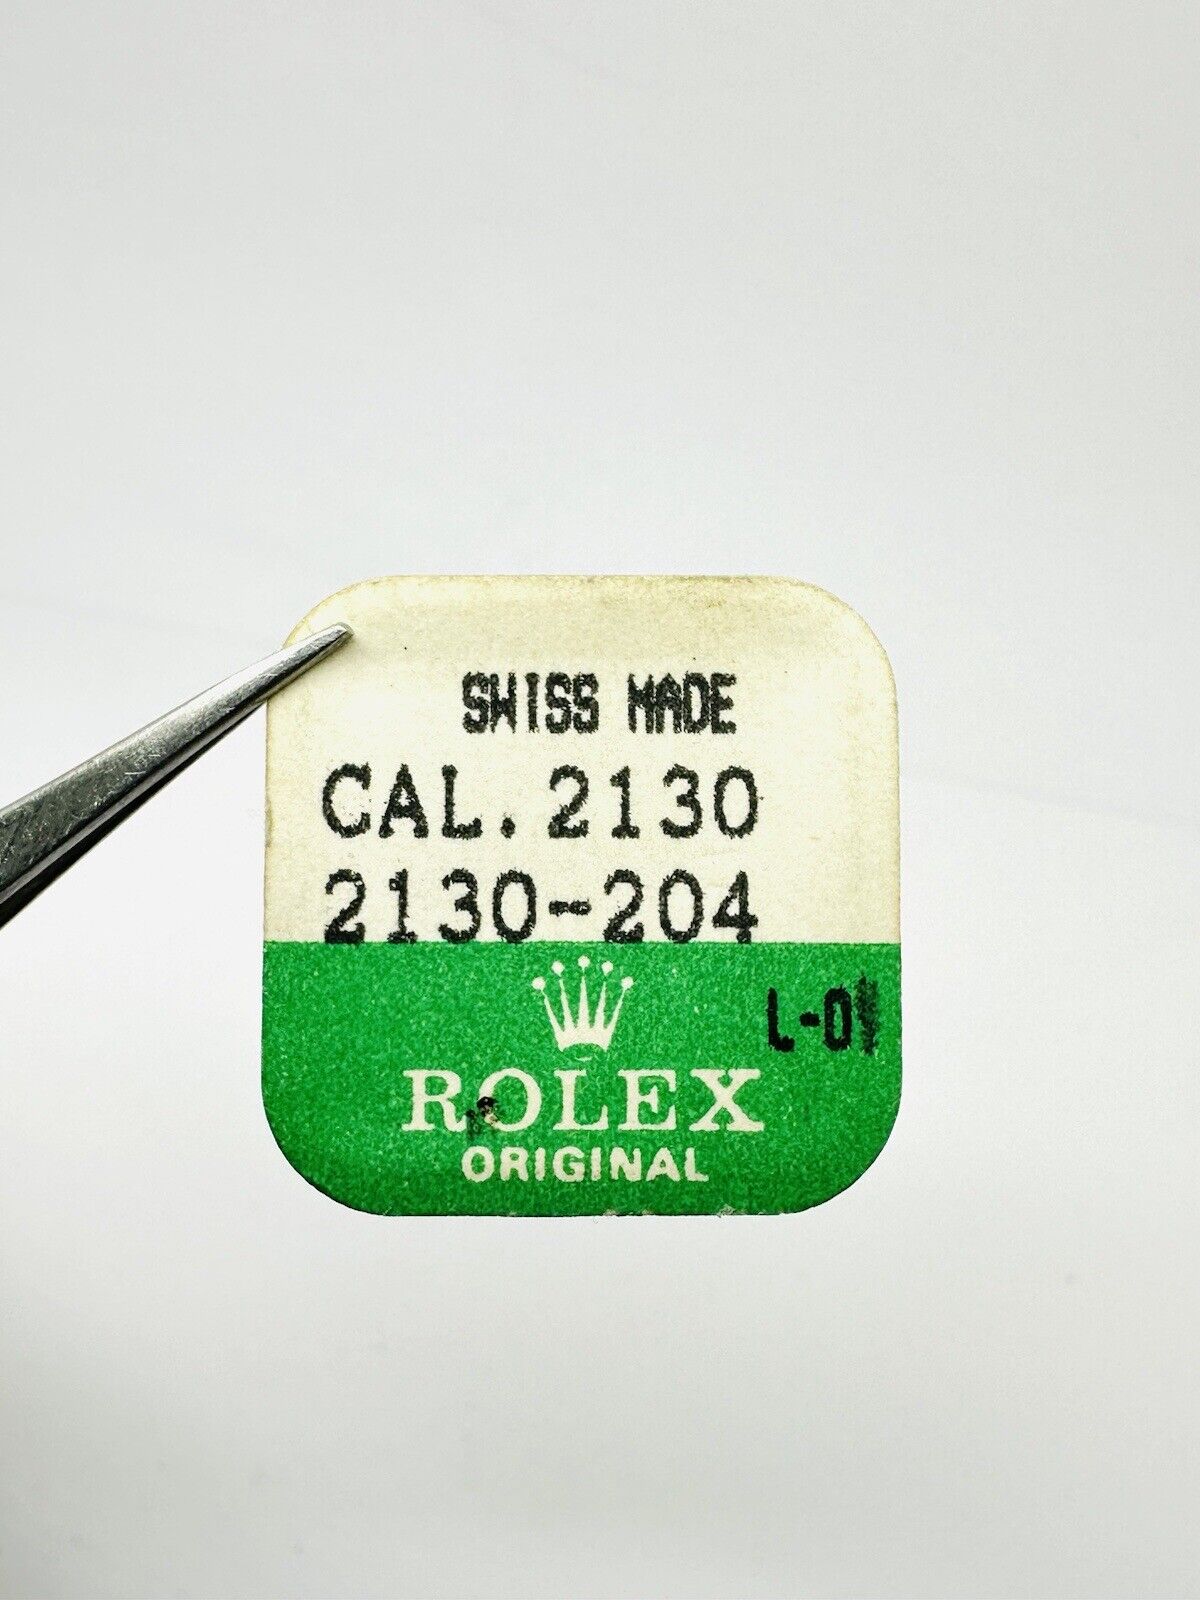 SWISS MADE
CAL. 2130
2130-204
L-0
ROLEX
ORIGINAL